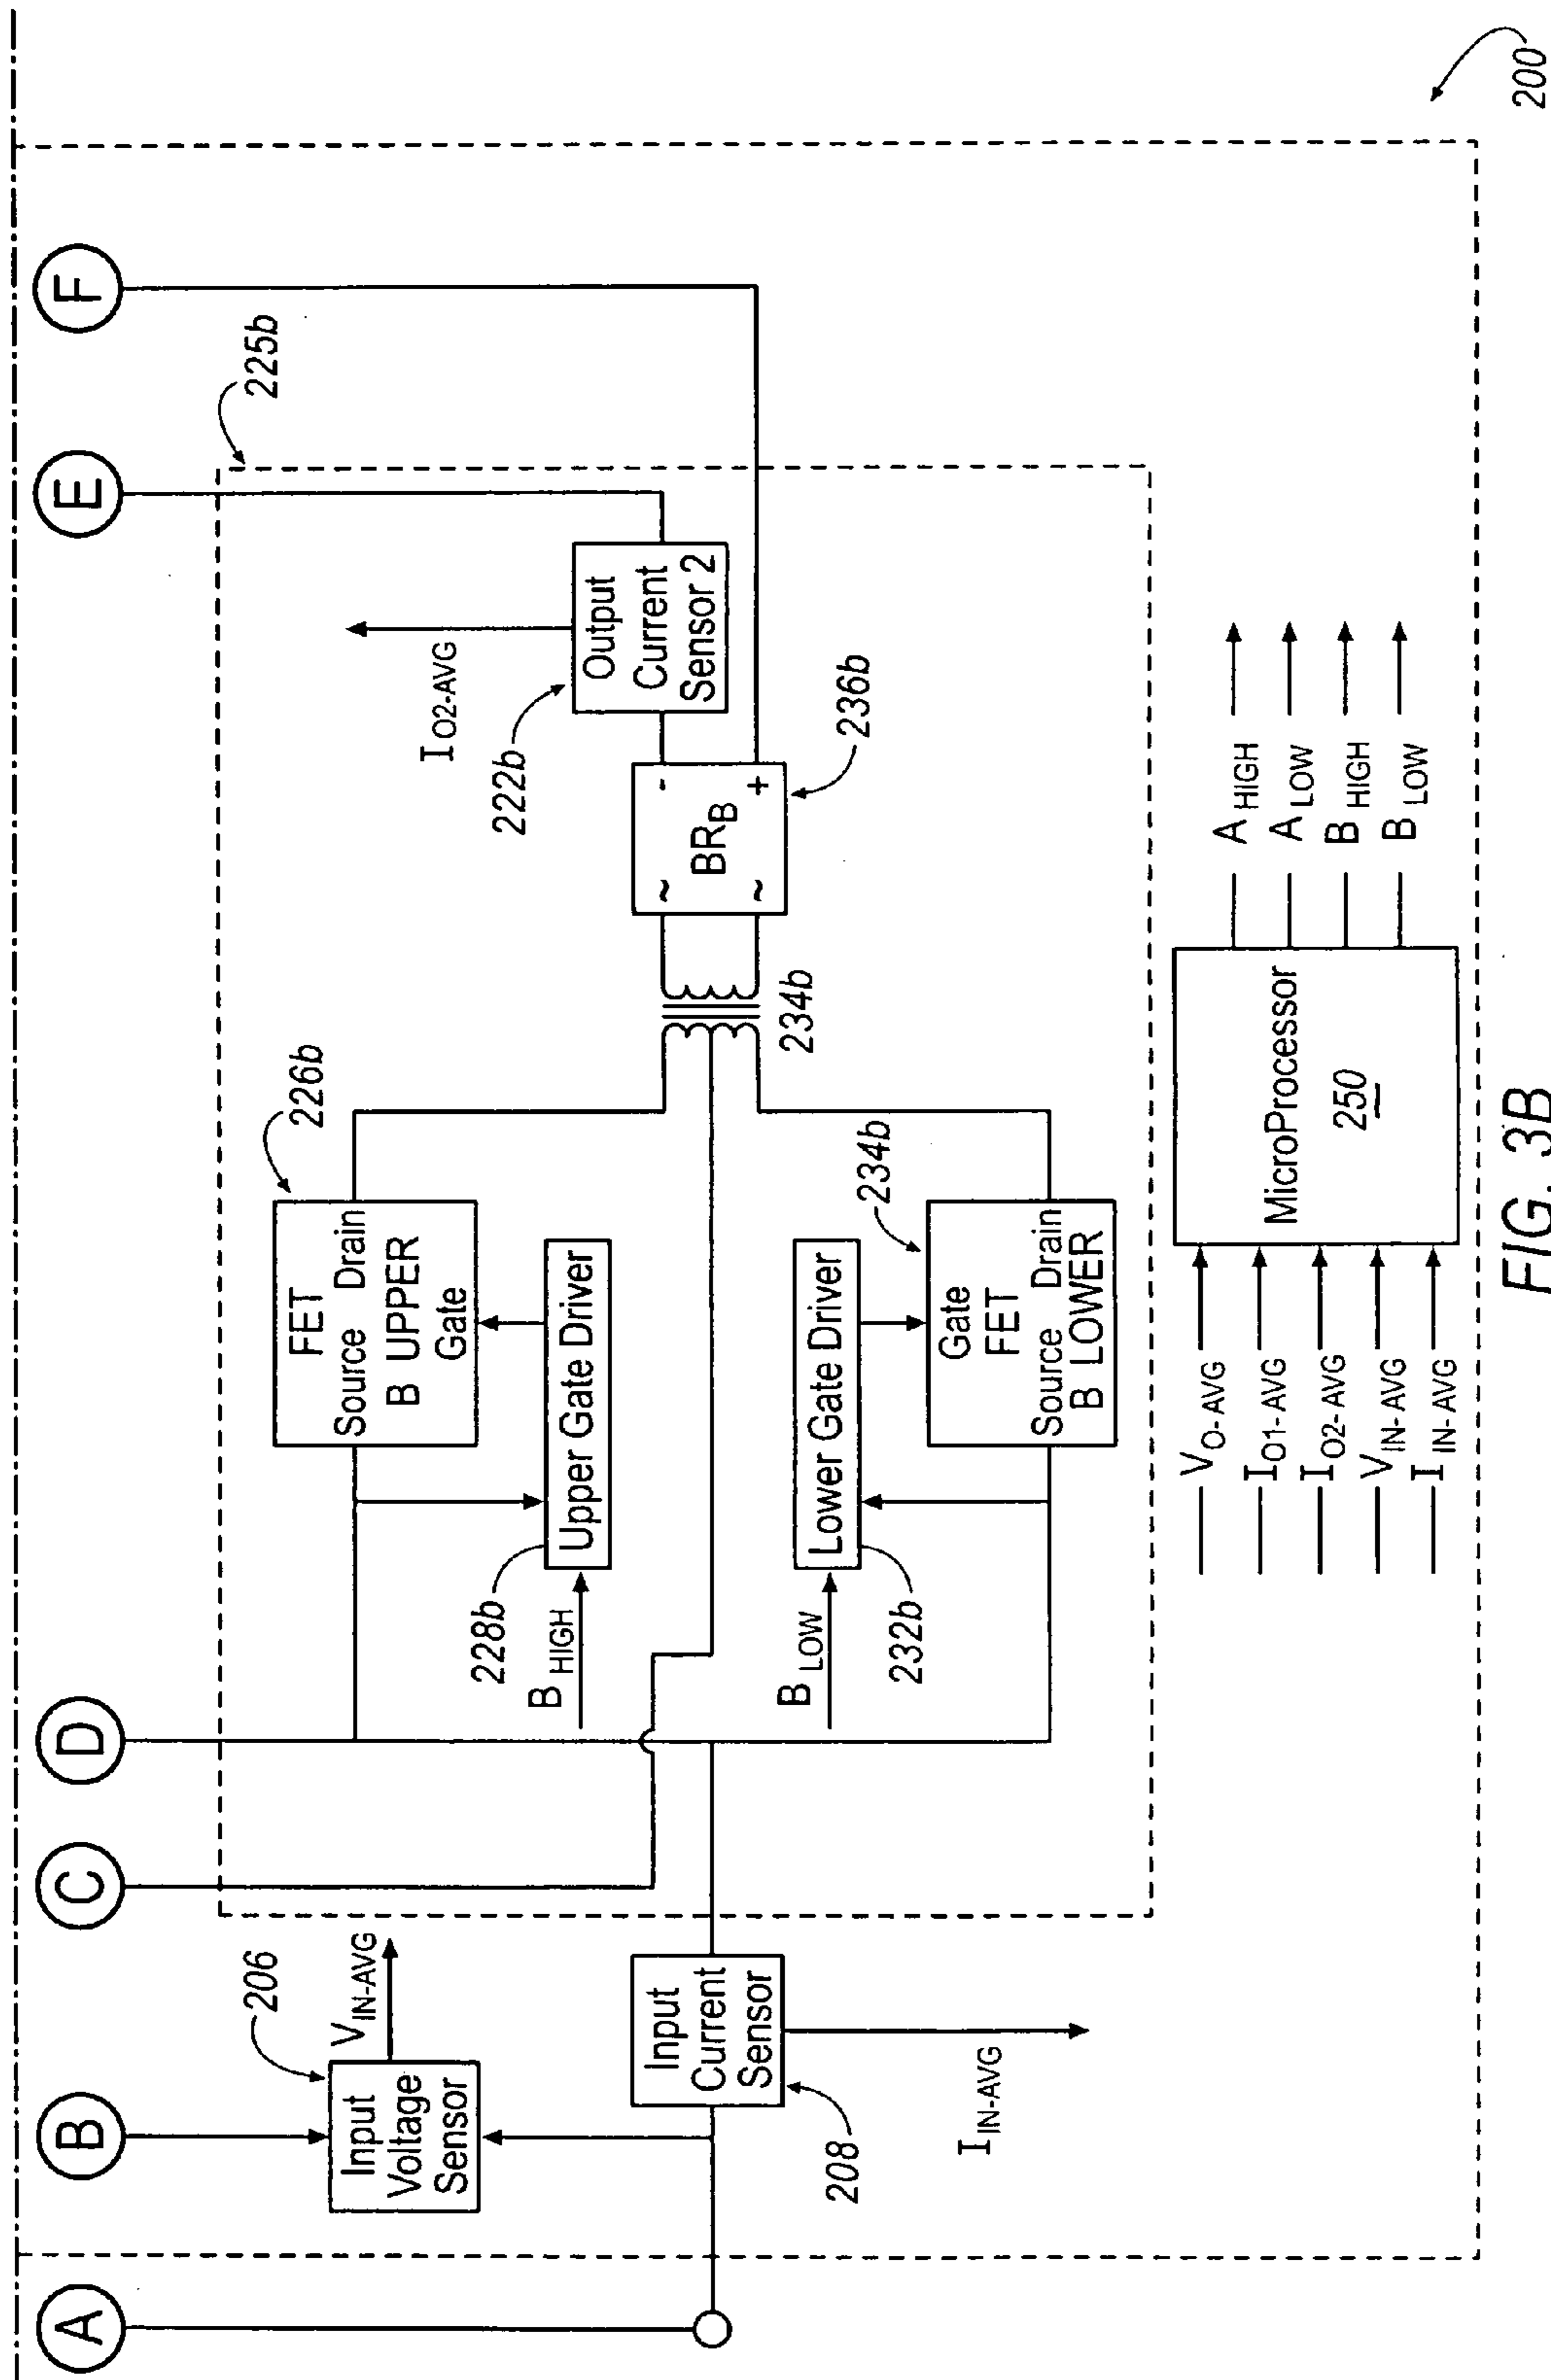 A
B
C
D
E
F
206
V IN-AVG
Input
Voltage
Sensor
Input
Current
Sensor
208
I IN-AVG
225b
226b
FET
Source Drain
B UPPER
Gate
228b
Upper Gate Driver
B HIGH
B LOW
Lower Gate Driver
232b
234b
Gate
FET
Source Drain
B LOWER
234b
~ -
BR B
~ +
236b
I O2-AVG
222b
Output
Current
Sensor 2
V O-AVG
I O1-AVG
I O2-AVG
V IN-AVG
I IN-AVG
MicroProcessor
250
A HIGH
A LOW
B HIGH
B LOW
200
FIG. 3B